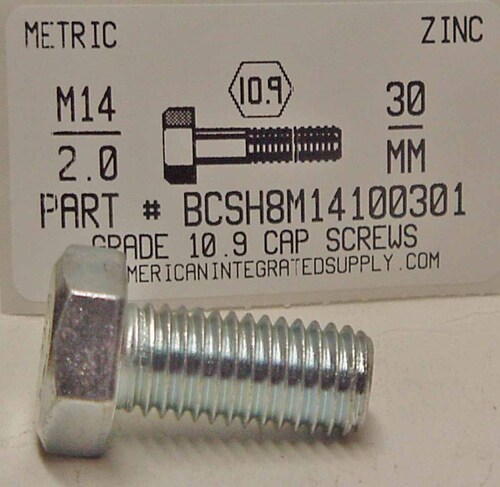 METRIC ZINC
10.9
M14 30
2.0 MM
PART # BCSH8M14100301
GRADE 10.9 CAP SCREWS
MERICANINTEGRATEDSUPPLY.COM